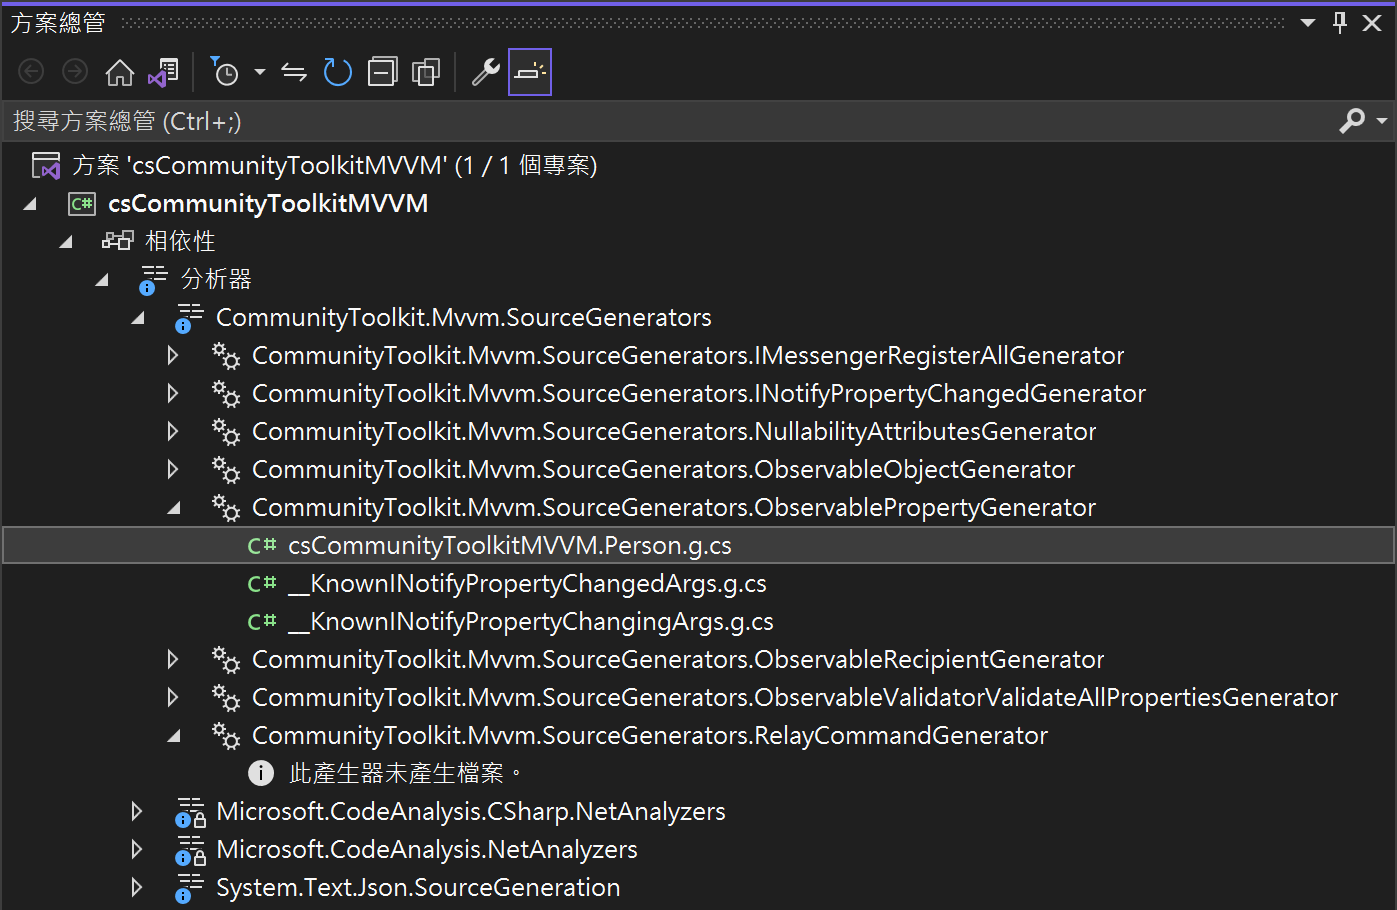 方案總管
搜尋方案總管 (Ctrl+;)
方案 'csCommunityToolkitMVVM' (1 / 1 個專案)
C# csCommunityToolkitMVVM
相依性
分析器
CommunityToolkit.Mvvm.SourceGenerators
CommunityToolkit.Mvvm.SourceGenerators.IMessengerRegisterAllGenerator
CommunityToolkit.Mvvm.SourceGenerators.INotifyPropertyChangedGenerator
CommunityToolkit.Mvvm.SourceGenerators.NullabilityAttributesGenerator
CommunityToolkit.Mvvm.SourceGenerators.ObservableObjectGenerator
CommunityToolkit.Mvvm.SourceGenerators.ObservablePropertyGenerator
C# csCommunityToolkitMVVM.Person.g.cs
C# __KnownINotifyPropertyChangedArgs.g.cs
C# __KnownINotifyPropertyChangingArgs.g.cs
CommunityToolkit.Mvvm.SourceGenerators.ObservableRecipientGenerator
CommunityToolkit.Mvvm.SourceGenerators.ObservableValidatorValidateAllPropertiesGenerator
CommunityToolkit.Mvvm.SourceGenerators.RelayCommandGenerator
此產生器未產生檔案。
Microsoft.CodeAnalysis.CSharp.NetAnalyzers
Microsoft.CodeAnalysis.NetAnalyzers
System.Text.Json.SourceGeneration